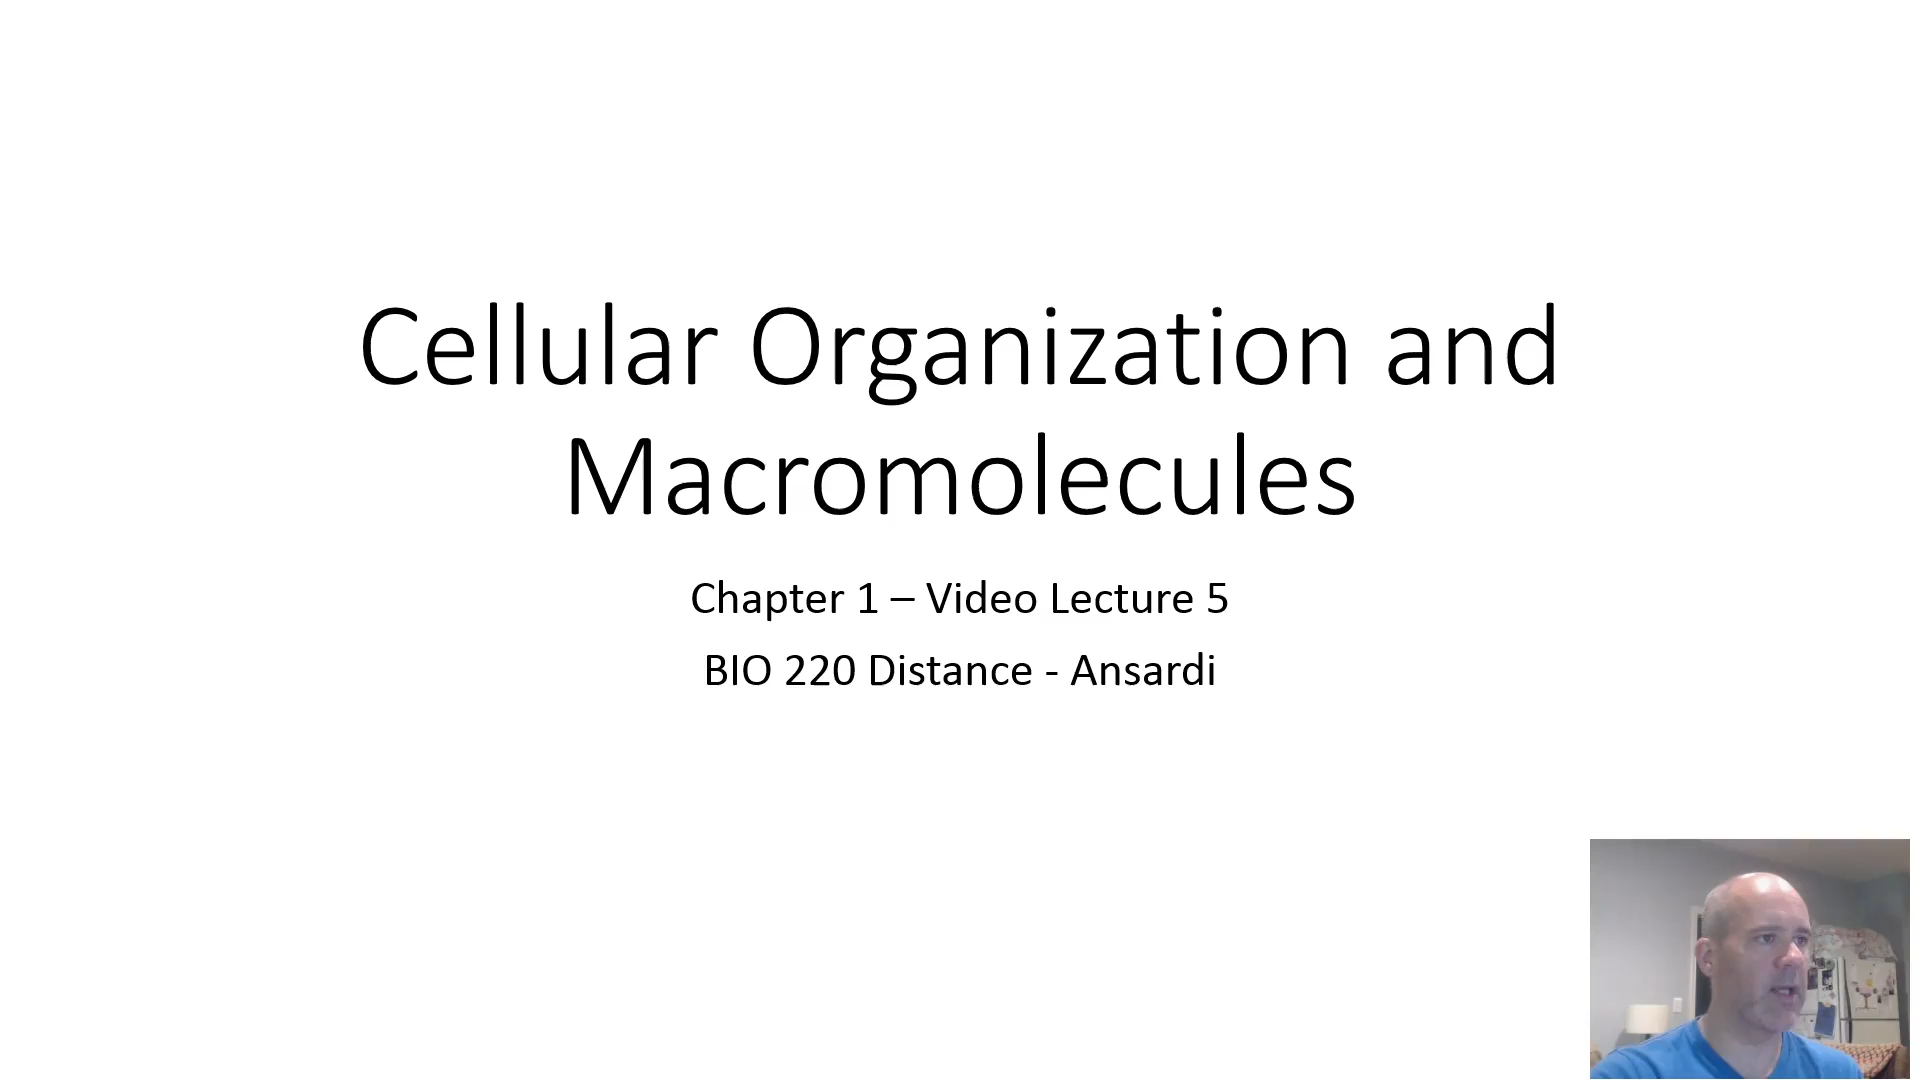 Cellular Organization and
Macromolecules
Chapter 1 – Video Lecture 5
BIO 220 Distance - Ansardi